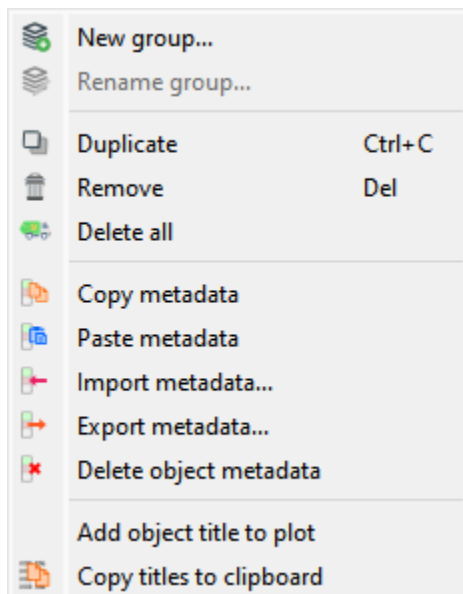 New group...
Rename group...
Duplicate Ctrl+C
Remove Del
Delete all
Copy metadata
Paste metadata
Import metadata...
Export metadata...
Delete object metadata
Add object title to plot
Copy titles to clipboard